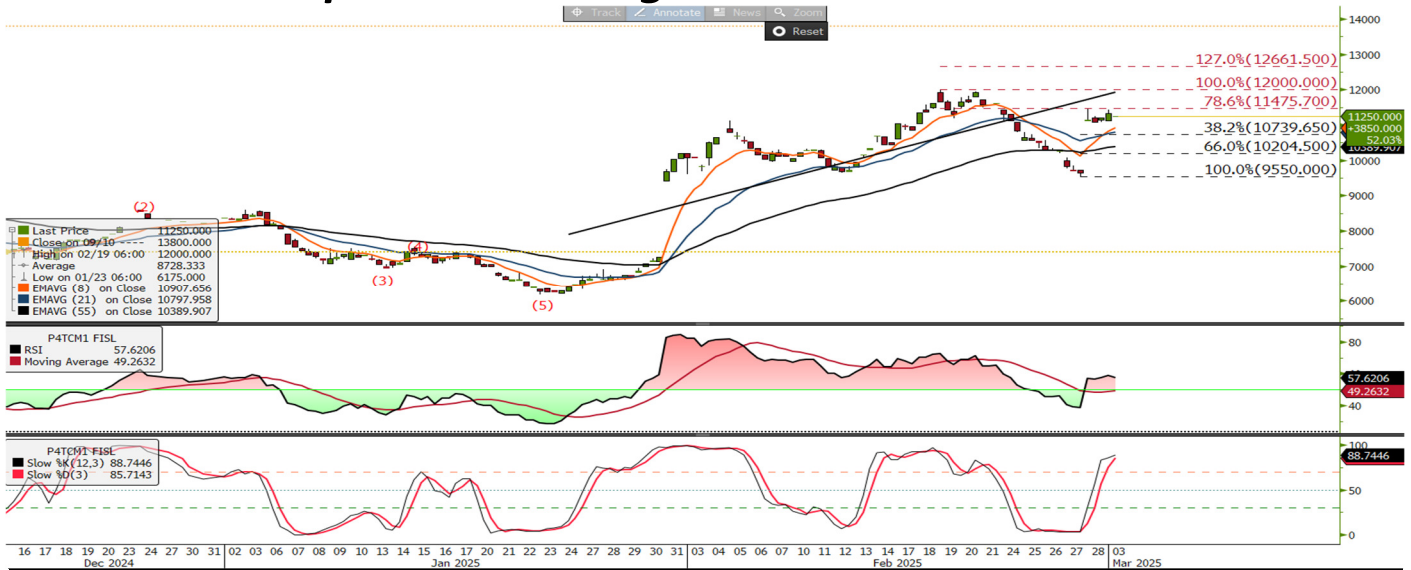 Track Annotate News Zoom
Reset
14000
13000
12000
10000
9000
8000
7000
6000
127.0%(12661.500)
100.0%(12000.000)
78.6%(11475.700)
38.2%(10739.650)
66.0%(10204.500)
100.0%(9550.000)
11250.000
+3850.000
52.03%
10389.907
(2)
(3)
(4)
(5)
Last Price 11250.000
Close on 09/10 ---- 13800.000
High on 02/19 06:00 12000.000
Average 8728.333
Low on 01/23 06:00 6175.000
EMAVG (8) on Close 10907.656
EMAVG (21) on Close 10797.958
EMAVG (55) on Close 10389.907
P4TCM1 FISL
RSI 57.6206
Moving Average 49.2632
80
57.6206
49.2632
40
P4TCM1 FISL
Slow %K(12,3) 88.7446
Slow %D(3) 85.7143
100
88.7446
50
0
16 17 18 19 20 23 24 27 30 31 02 03 06 07 08 09 10 13 14 15 16 17 20 21 22 23 24 27 28 29 30 31 03 04 05 06 07 10 11 12 13 14 17 18 19 20 21 24 25 26 27 28 03
Dec 2024 Jan 2025 Feb 2025 Mar 2025